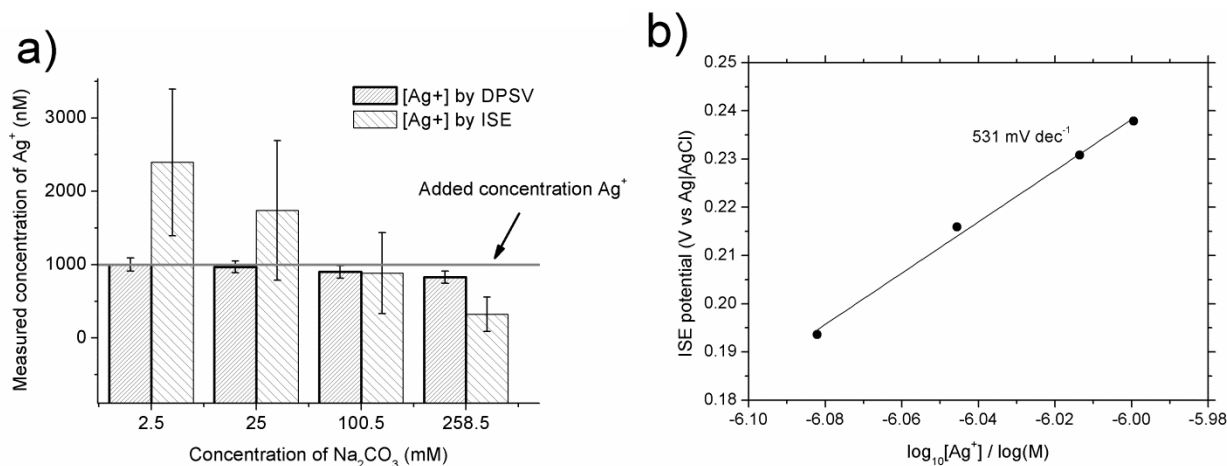 a)
[Ag+] by DPSV
[Ag+] by ISE
Added concentration Ag⁺
Measured concentration of Ag⁺ (nM)
3000
2000
1000
0
2.5 25 100.5 258.5
Concentration of Na₂CO₃ (mM)
b)
531 mV dec⁻¹
ISE potential (V vs Ag|AgCl)
0.25
0.24
0.23
0.22
0.21
0.20
0.19
0.18
-6.10 -6.08 -6.06 -6.04 -6.02 -6.00 -5.98
log₁₀[Ag⁺] / log(M)